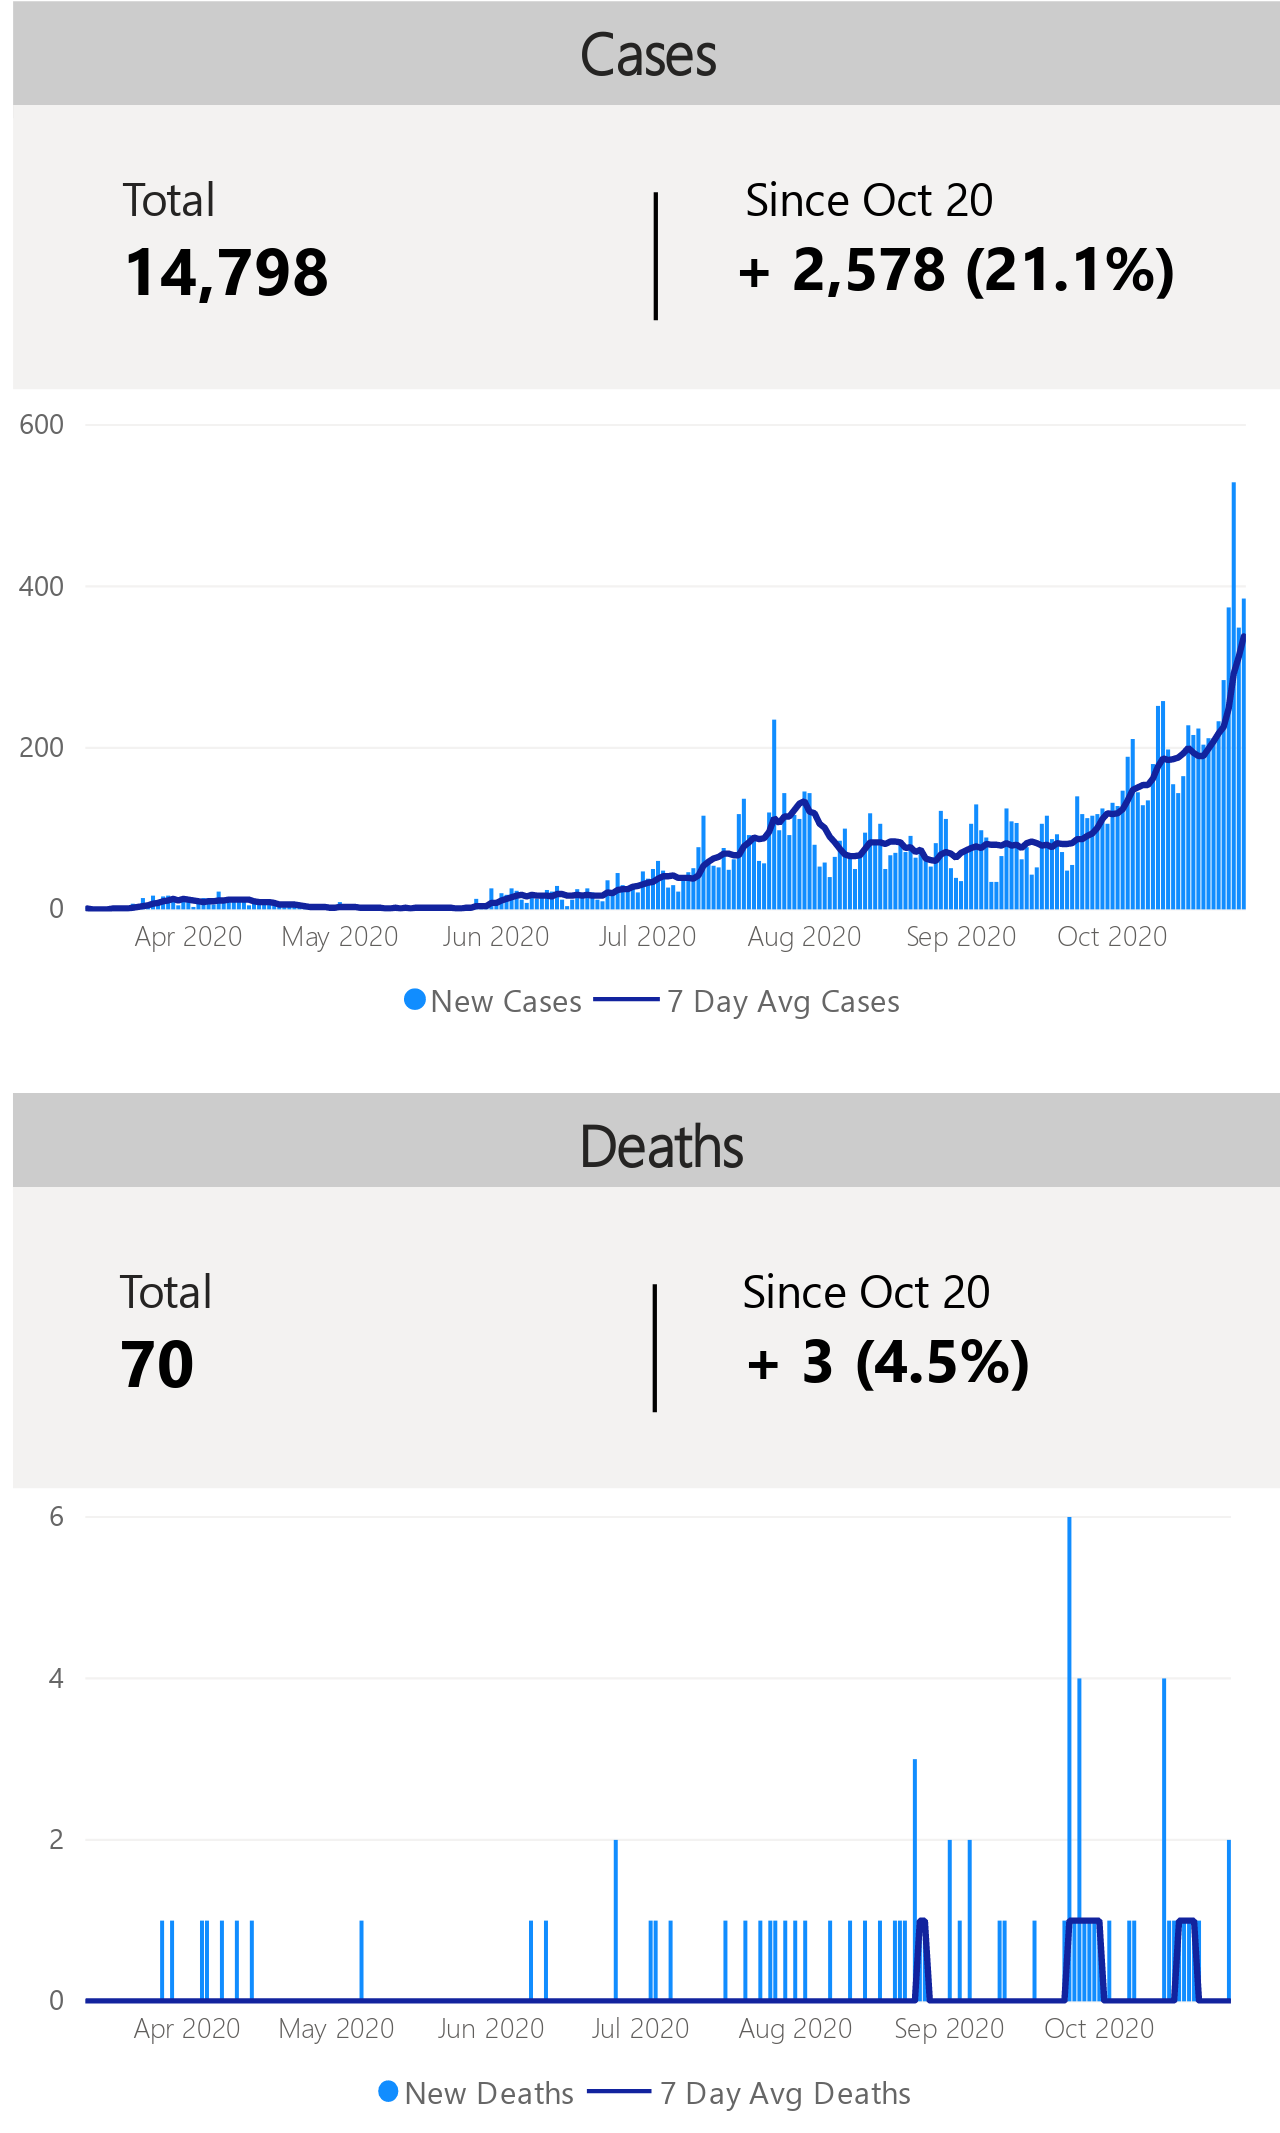 Cases
Total
Since Oct 20
14,798
+ 2,578 (21.1%)
600
400
200
0
Apr 2020 May 2020 Jun 2020 Jul 2020 Aug 2020 Sep 2020 Oct 2020
New Cases 7 Day Avg Cases
Deaths
Total
Since Oct 20
70
+ 3 (4.5%)
6
4
2
0
Apr 2020 May 2020 Jun 2020 Jul 2020 Aug 2020 Sep 2020 Oct 2020
New Deaths 7 Day Avg Deaths